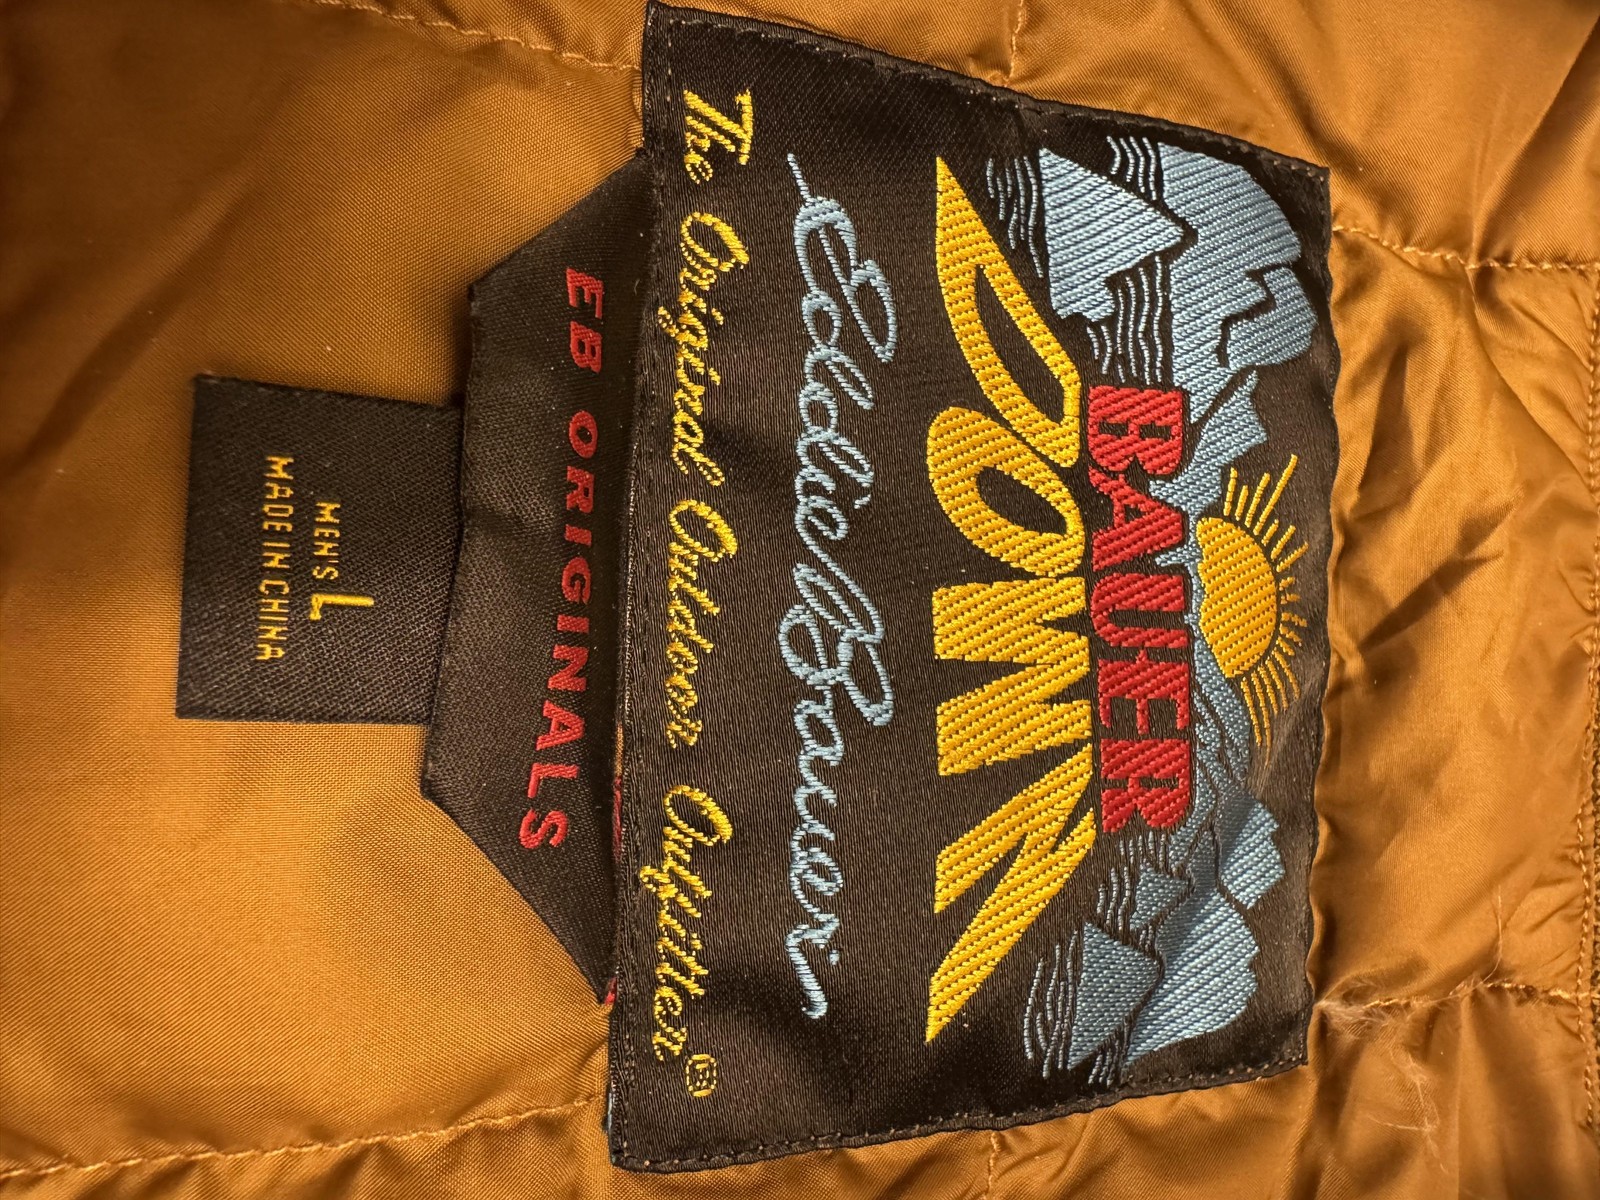 BAUER
DOWN
Eddie Bauer
The Original Outdoor Outfitter®
EB ORIGINALS
MEN'S L
MADE IN CHINA